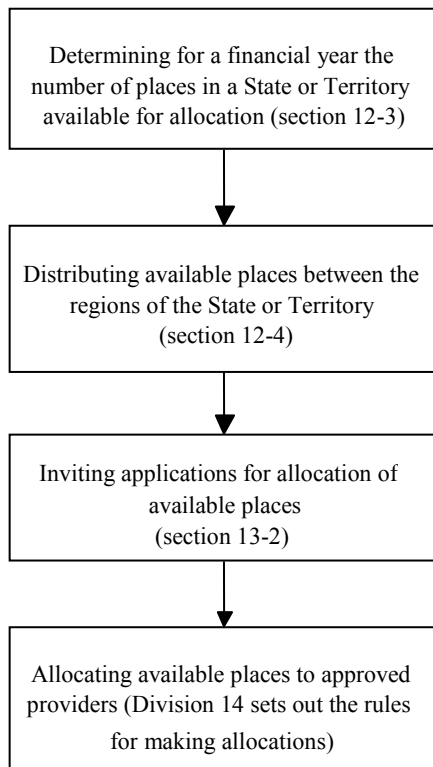 Determining for a financial year the
number of places in a State or Territory
available for allocation (section 12-3)
Distributing available places between the
regions of the State or Territory
(section 12-4)
Inviting applications for allocation of
available places
(section 13-2)
Allocating available places to approved
providers (Division 14 sets out the rules
for making allocations)